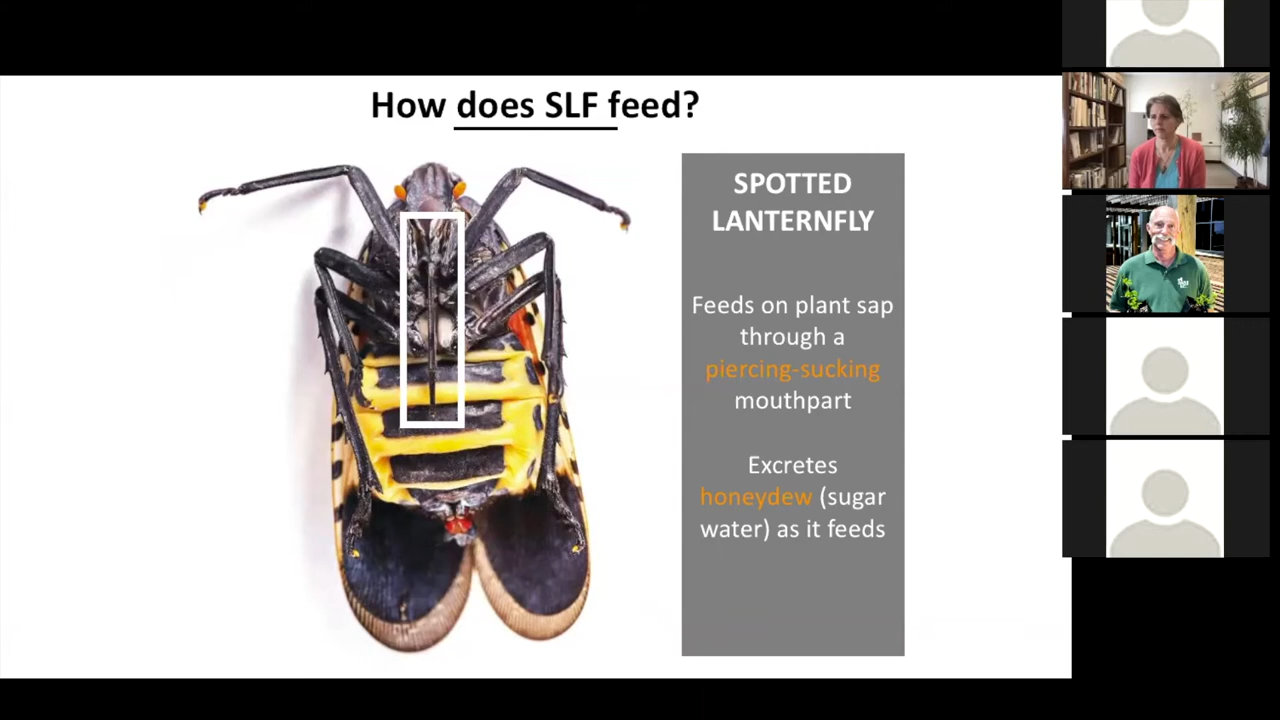 How does SLF feed?
SPOTTED
LANTERNFLY
Feeds on plant sap
through a
piercing-sucking
mouthpart
Excretes
honeydew (sugar
water) as it feeds